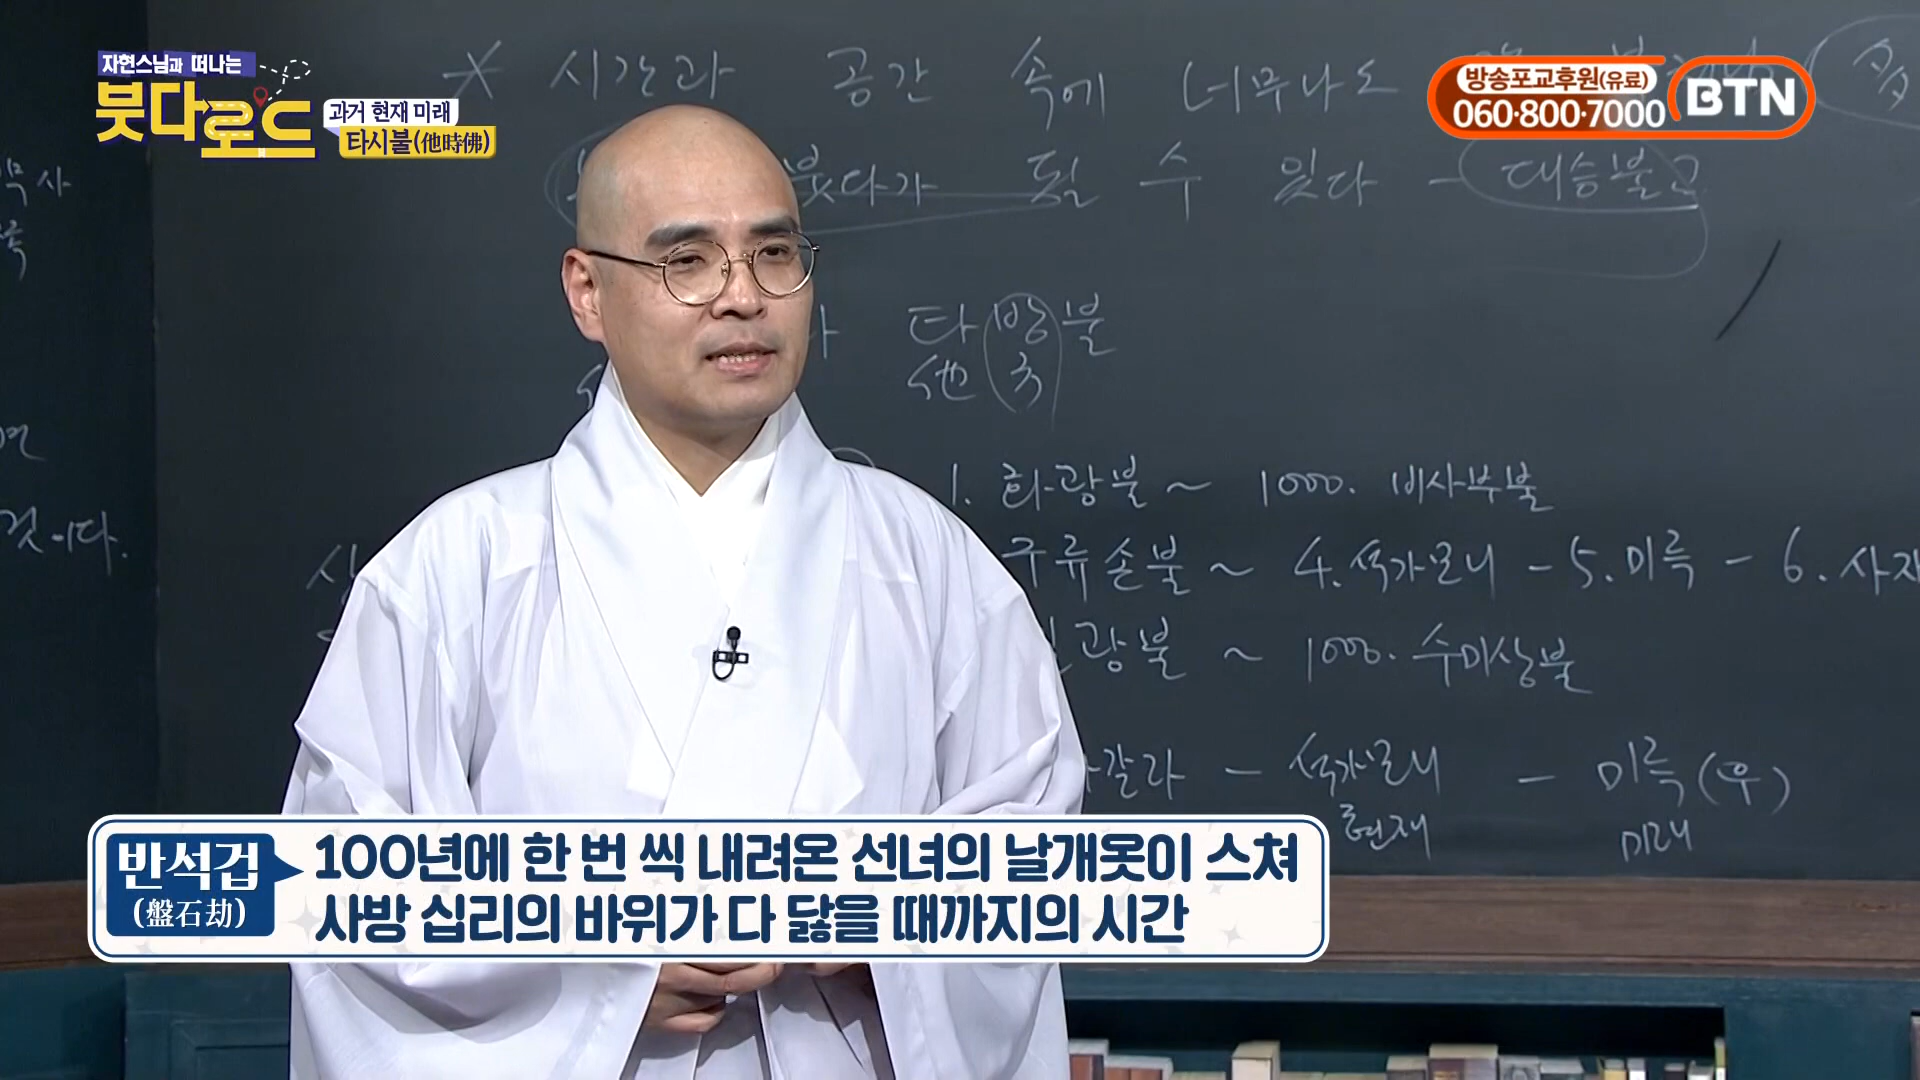 자현스님과 떠나는
붓다로드
과거 현재 미래
타시불(他時佛)
방송포교후원(유료)
060·800·7000
BTN
시간과 공간 속에 너무나도
붓다가 될 수 있다 - 대승불교
타방불
他
1. 화광불 ~ 1000. 비사부불
구류손불 ~ 4. 석가모니 - 5. 미륵 - 6. 사자
광불 ~ 1000. 수미상불
갈라 - 석가모니 - 미륵(우)
현재
미래
것이다.
반석겁
(盤石劫)
100년에 한 번 씩 내려온 선녀의 날개옷이 스쳐
사방 십리의 바위가 다 닳을 때까지의 시간